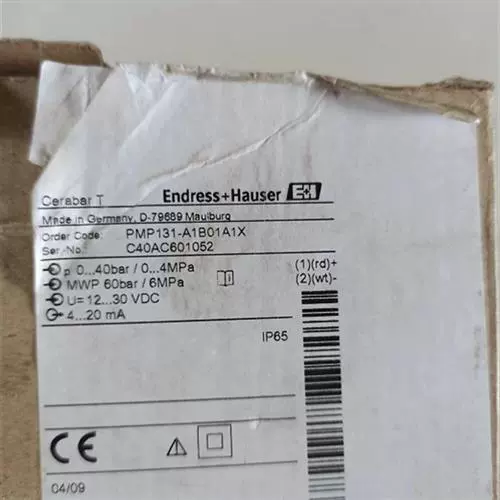 Cerabar T
Endress+Hauser EH
Made in Germany, D-79689 Maulburg
Order Code: PMP131-A1B01A1X
Ser.-No.: C40AC601052
p 0...40bar / 0...4MPa
MWP 60bar / 6MPa
U= 12...30 VDC
4...20 mA
(1)(rd)+
(2)(wt)-
IP65
CE
04/09